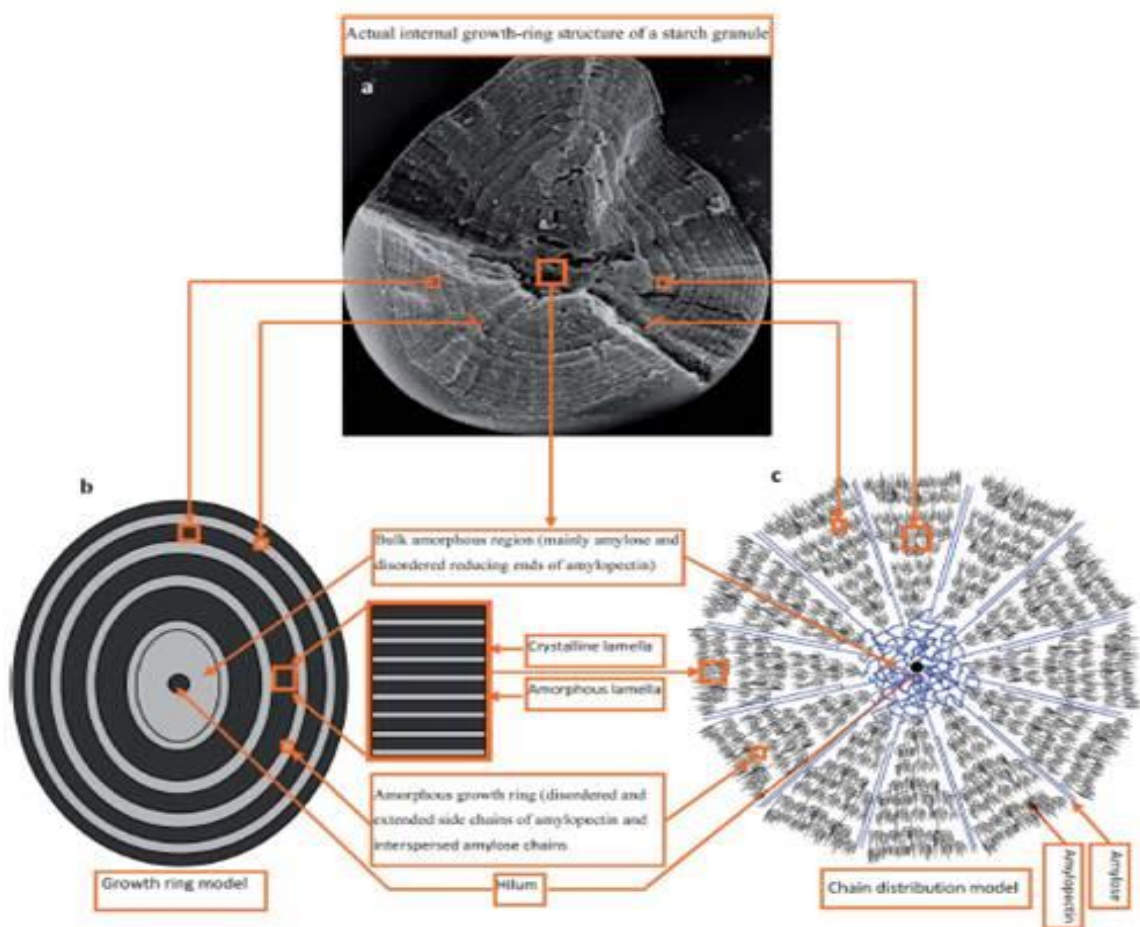 Actual internal growth-ring structure of a starch granule
a
b
c
Bulk amorphous region (mainly amylose and
disordered reducing ends of amylopectin)
Crystalline lamella
Amorphous lamella
Amorphous growth ring (disordered and
extended side chains of amylopectin and
interspersed amylose chains
Growth ring model
Hilum
Chain distribution model
Amylopectin
Amylose